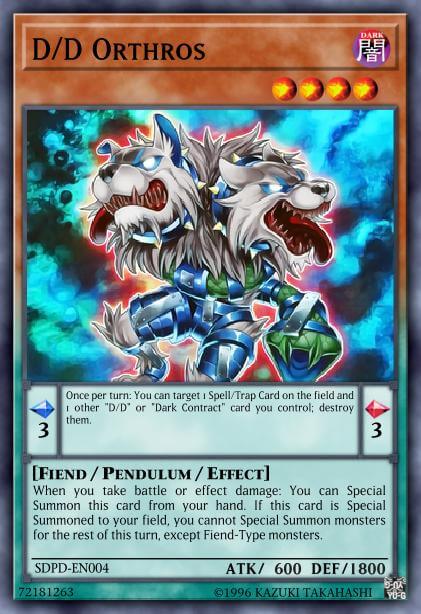 D/D Orthros
DARK
闇
Once per turn: You can target 1 Spell/Trap Card on the field and
1 other "D/D" or "Dark Contract" card you control; destroy
them.
3
3
[Fiend / Pendulum / Effect]
When you take battle or effect damage: You can Special
Summon this card from your hand. If this card is Special
Summoned to your field, you cannot Special Summon monsters
for the rest of this turn, except Fiend-Type monsters.
SDPD-EN004
ATK/ 600 DEF/1800
72181263
©1996 KAZUKI TAKAHASHI